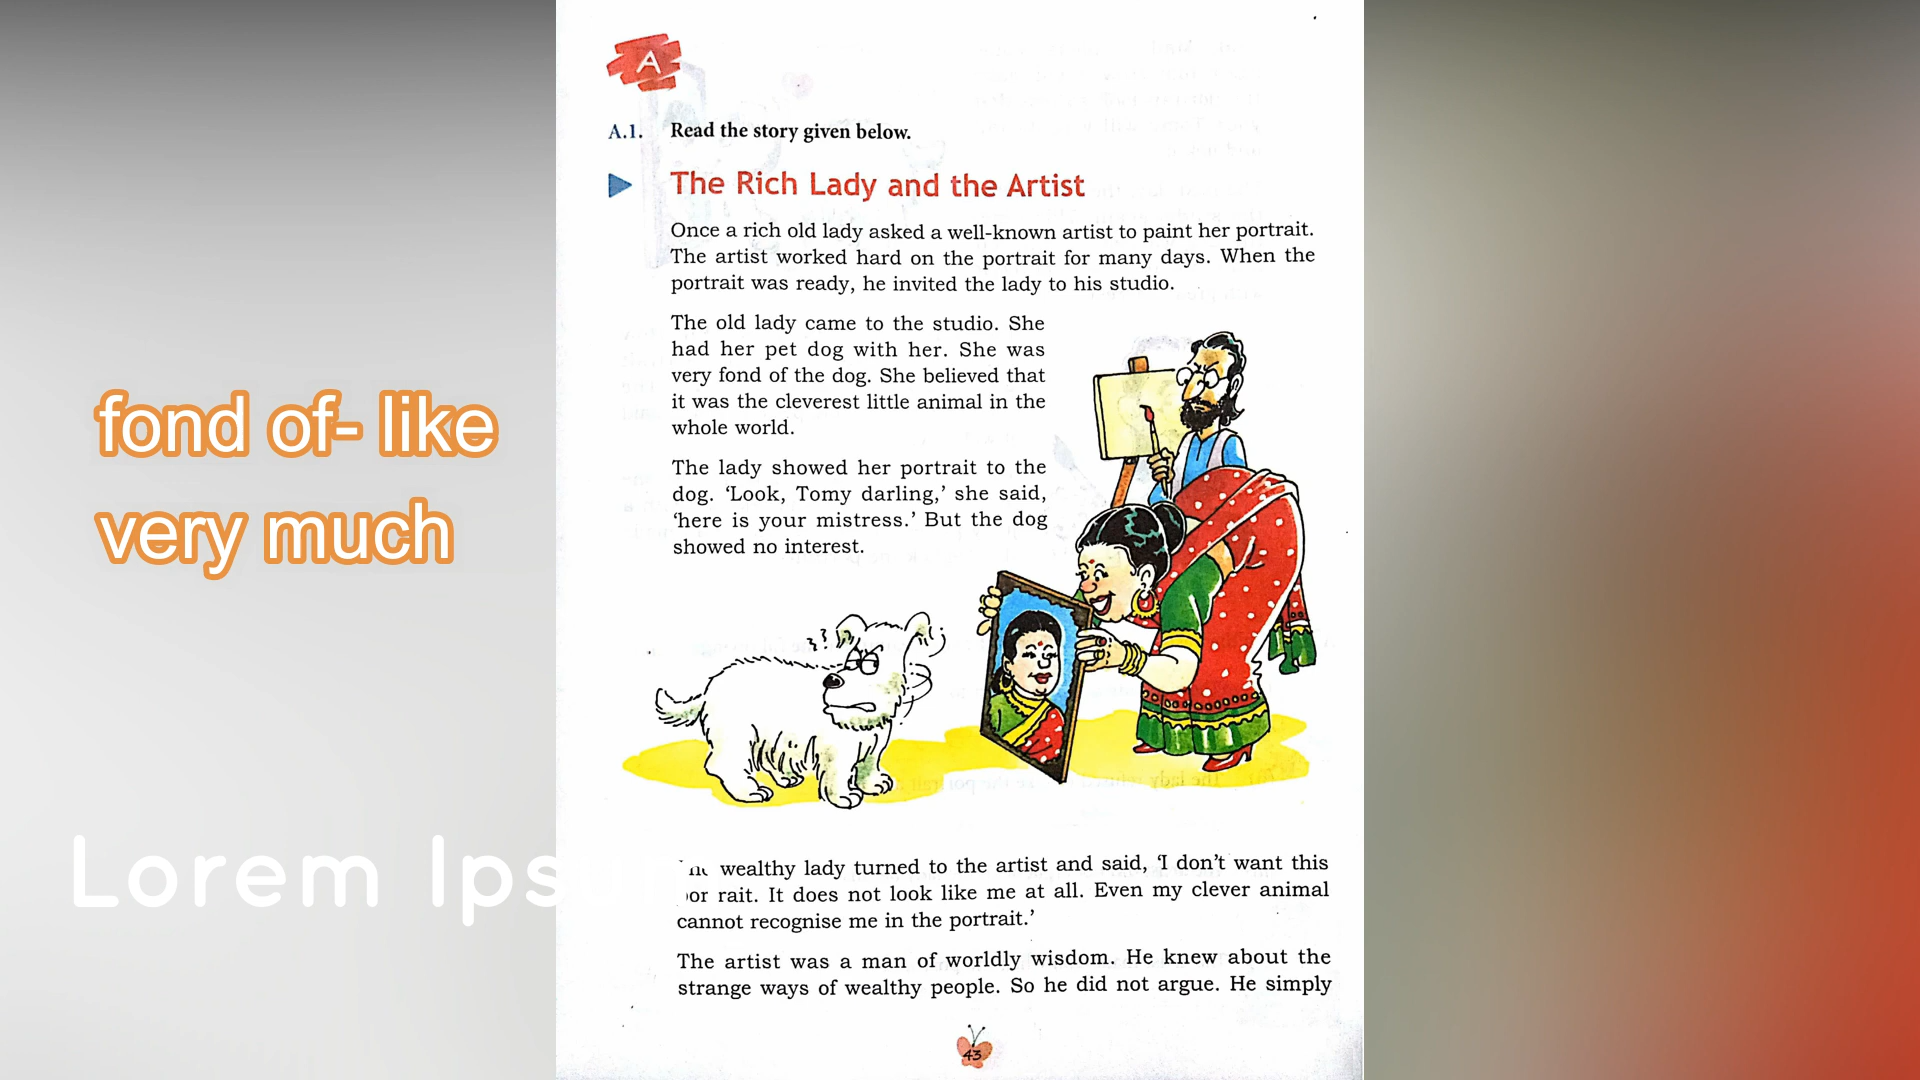 A
A.1. Read the story given below.
The Rich Lady and the Artist
Once a rich old lady asked a well-known artist to paint her portrait.
The artist worked hard on the portrait for many days. When the
portrait was ready, he invited the lady to his studio.
The old lady came to the studio. She
had her pet dog with her. She was
very fond of the dog. She believed that
it was the cleverest little animal in the
whole world.
The lady showed her portrait to the
dog. ‘Look, Tomy darling,’ she said,
‘here is your mistress.’ But the dog
showed no interest.
fond of- like
very much
??
Lorem Ipsum
wealthy lady turned to the artist and said, ‘I don’t want this
rait. It does not look like me at all. Even my clever animal
cannot recognise me in the portrait.’
The artist was a man of worldly wisdom. He knew about the
strange ways of wealthy people. So he did not argue. He simply
43